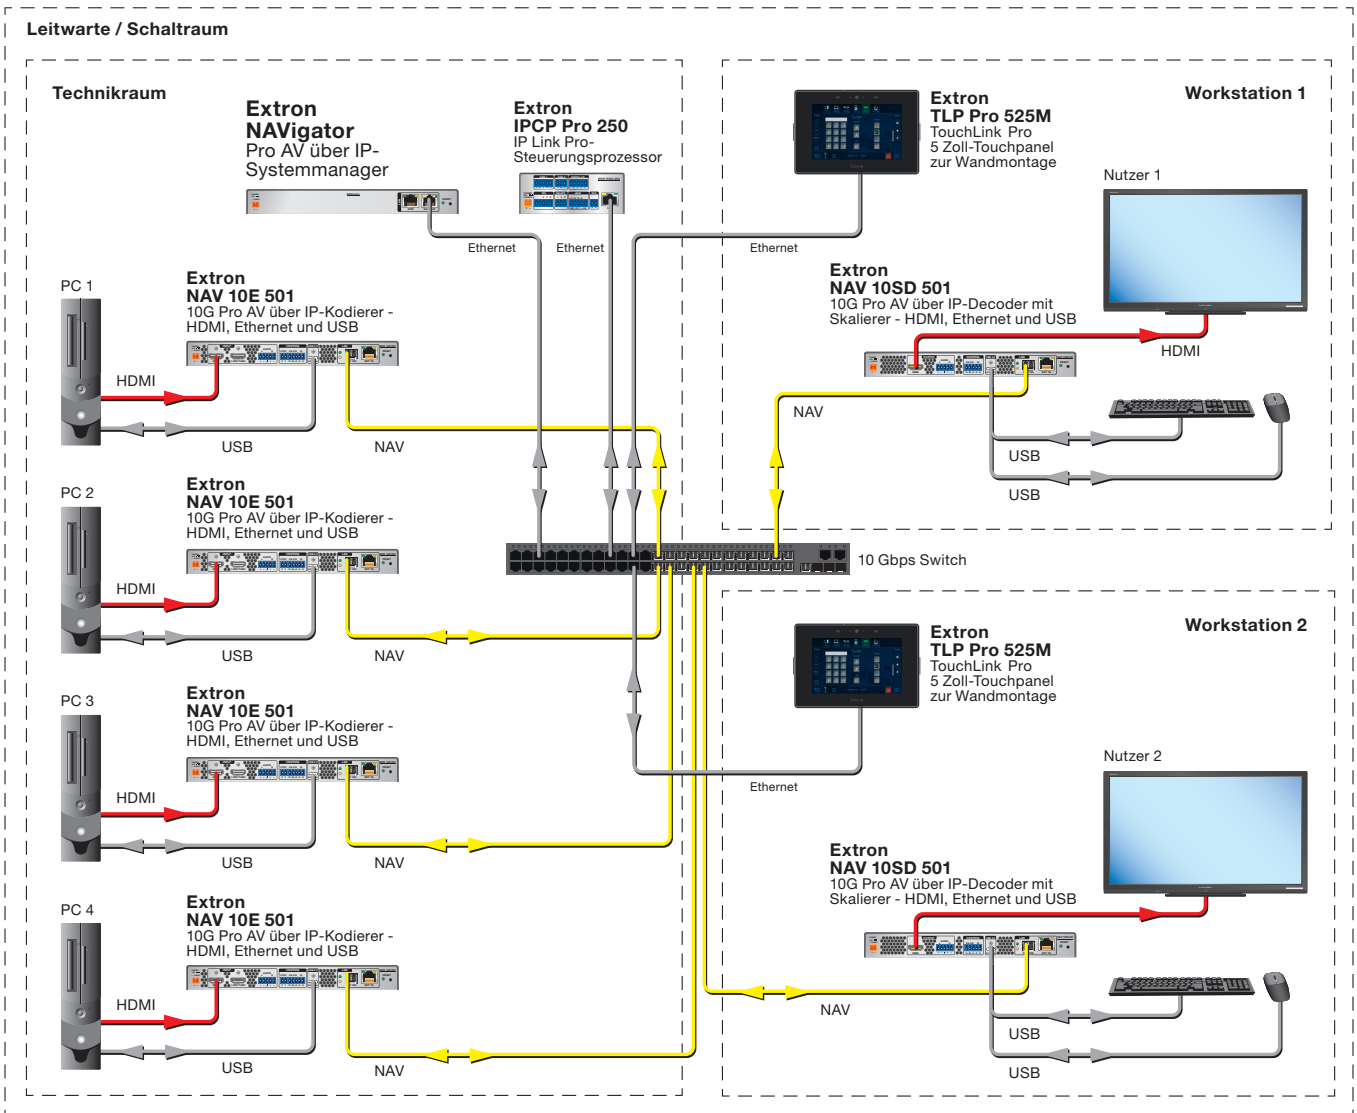 Leitwarte / Schaltraum
Technikraum
Extron
NAVigator
Pro AV über IP-
Systemmanager
Extron
IPCP Pro 250
IP Link Pro-
Steuerungsprozessor
Ethernet
Ethernet
Ethernet
Extron
TLP Pro 525M
TouchLink Pro
5 Zoll-Touchpanel
zur Wandmontage
Workstation 1
Nutzer 1
Extron
NAV 10SD 501
10G Pro AV über IP-Decoder mit
Skalierer - HDMI, Ethernet und USB
HDMI
NAV
USB
USB
PC 1
Extron
NAV 10E 501
10G Pro AV über IP-Kodierer -
HDMI, Ethernet und USB
HDMI
USB
NAV
PC 2
Extron
NAV 10E 501
10G Pro AV über IP-Kodierer -
HDMI, Ethernet und USB
HDMI
USB
NAV
10 Gbps Switch
PC 3
Extron
NAV 10E 501
10G Pro AV über IP-Kodierer -
HDMI, Ethernet und USB
HDMI
USB
NAV
PC 4
Extron
NAV 10E 501
10G Pro AV über IP-Kodierer -
HDMI, Ethernet und USB
HDMI
USB
NAV
Workstation 2
Extron
TLP Pro 525M
TouchLink Pro
5 Zoll-Touchpanel
zur Wandmontage
Ethernet
Nutzer 2
Extron
NAV 10SD 501
10G Pro AV über IP-Decoder mit
Skalierer - HDMI, Ethernet und USB
NAV
USB
USB